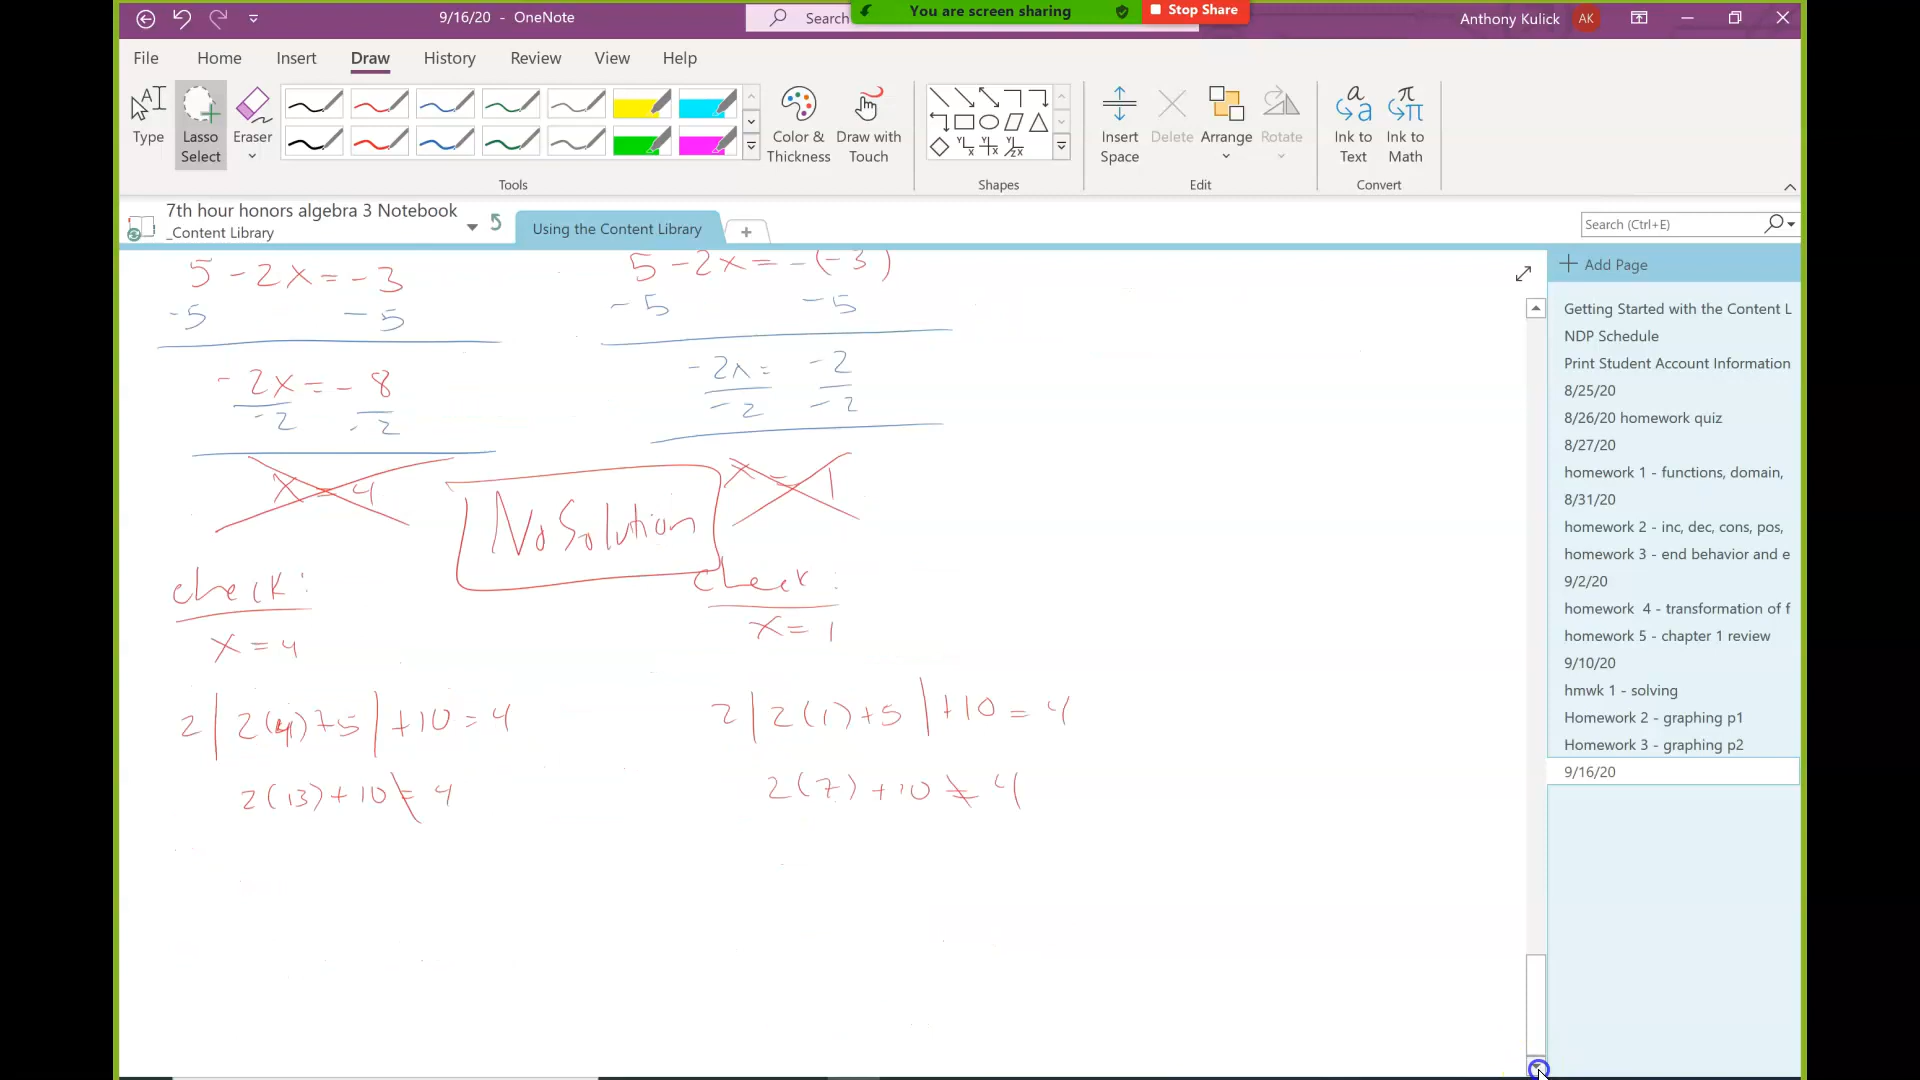 9/16/20 - OneNote
Search
You are screen sharing
Stop Share
Anthony Kulick
AK
File
Home
Insert
Draw
History
Review
View
Help
Type
Lasso
Select
Eraser
Color &
Thickness
Draw with
Touch
Insert
Space
Delete
Arrange
Rotate
Ink to
Text
Ink to
Math
Tools
Shapes
Edit
Convert
7th hour honors algebra 3 Notebook
_Content Library
Using the Content Library
Search (Ctrl+E)
5 - 2x = - 3
-5 - 5
- 2x = - 8
-2 - 2
x = 4
5 - 2x = - (- 3)
- 5 - 5
- 2x = - 2
- 2 - 2
x = 1
No Solution
check:
x = 4
2|2(4)+5|+10 = 4
2(13)+10 ≠ 4
check:
x = 1
2|2(1)+5|+10 = 4
2(7)+10 ≠ 4
Add Page
Getting Started with the Content L
NDP Schedule
Print Student Account Information
8/25/20
8/26/20 homework quiz
8/27/20
homework 1 - functions, domain,
8/31/20
homework 2 - inc, dec, cons, pos,
homework 3 - end behavior and e
9/2/20
homework 4 - transformation of f
homework 5 - chapter 1 review
9/10/20
hmwk 1 - solving
Homework 2 - graphing p1
Homework 3 - graphing p2
9/16/20